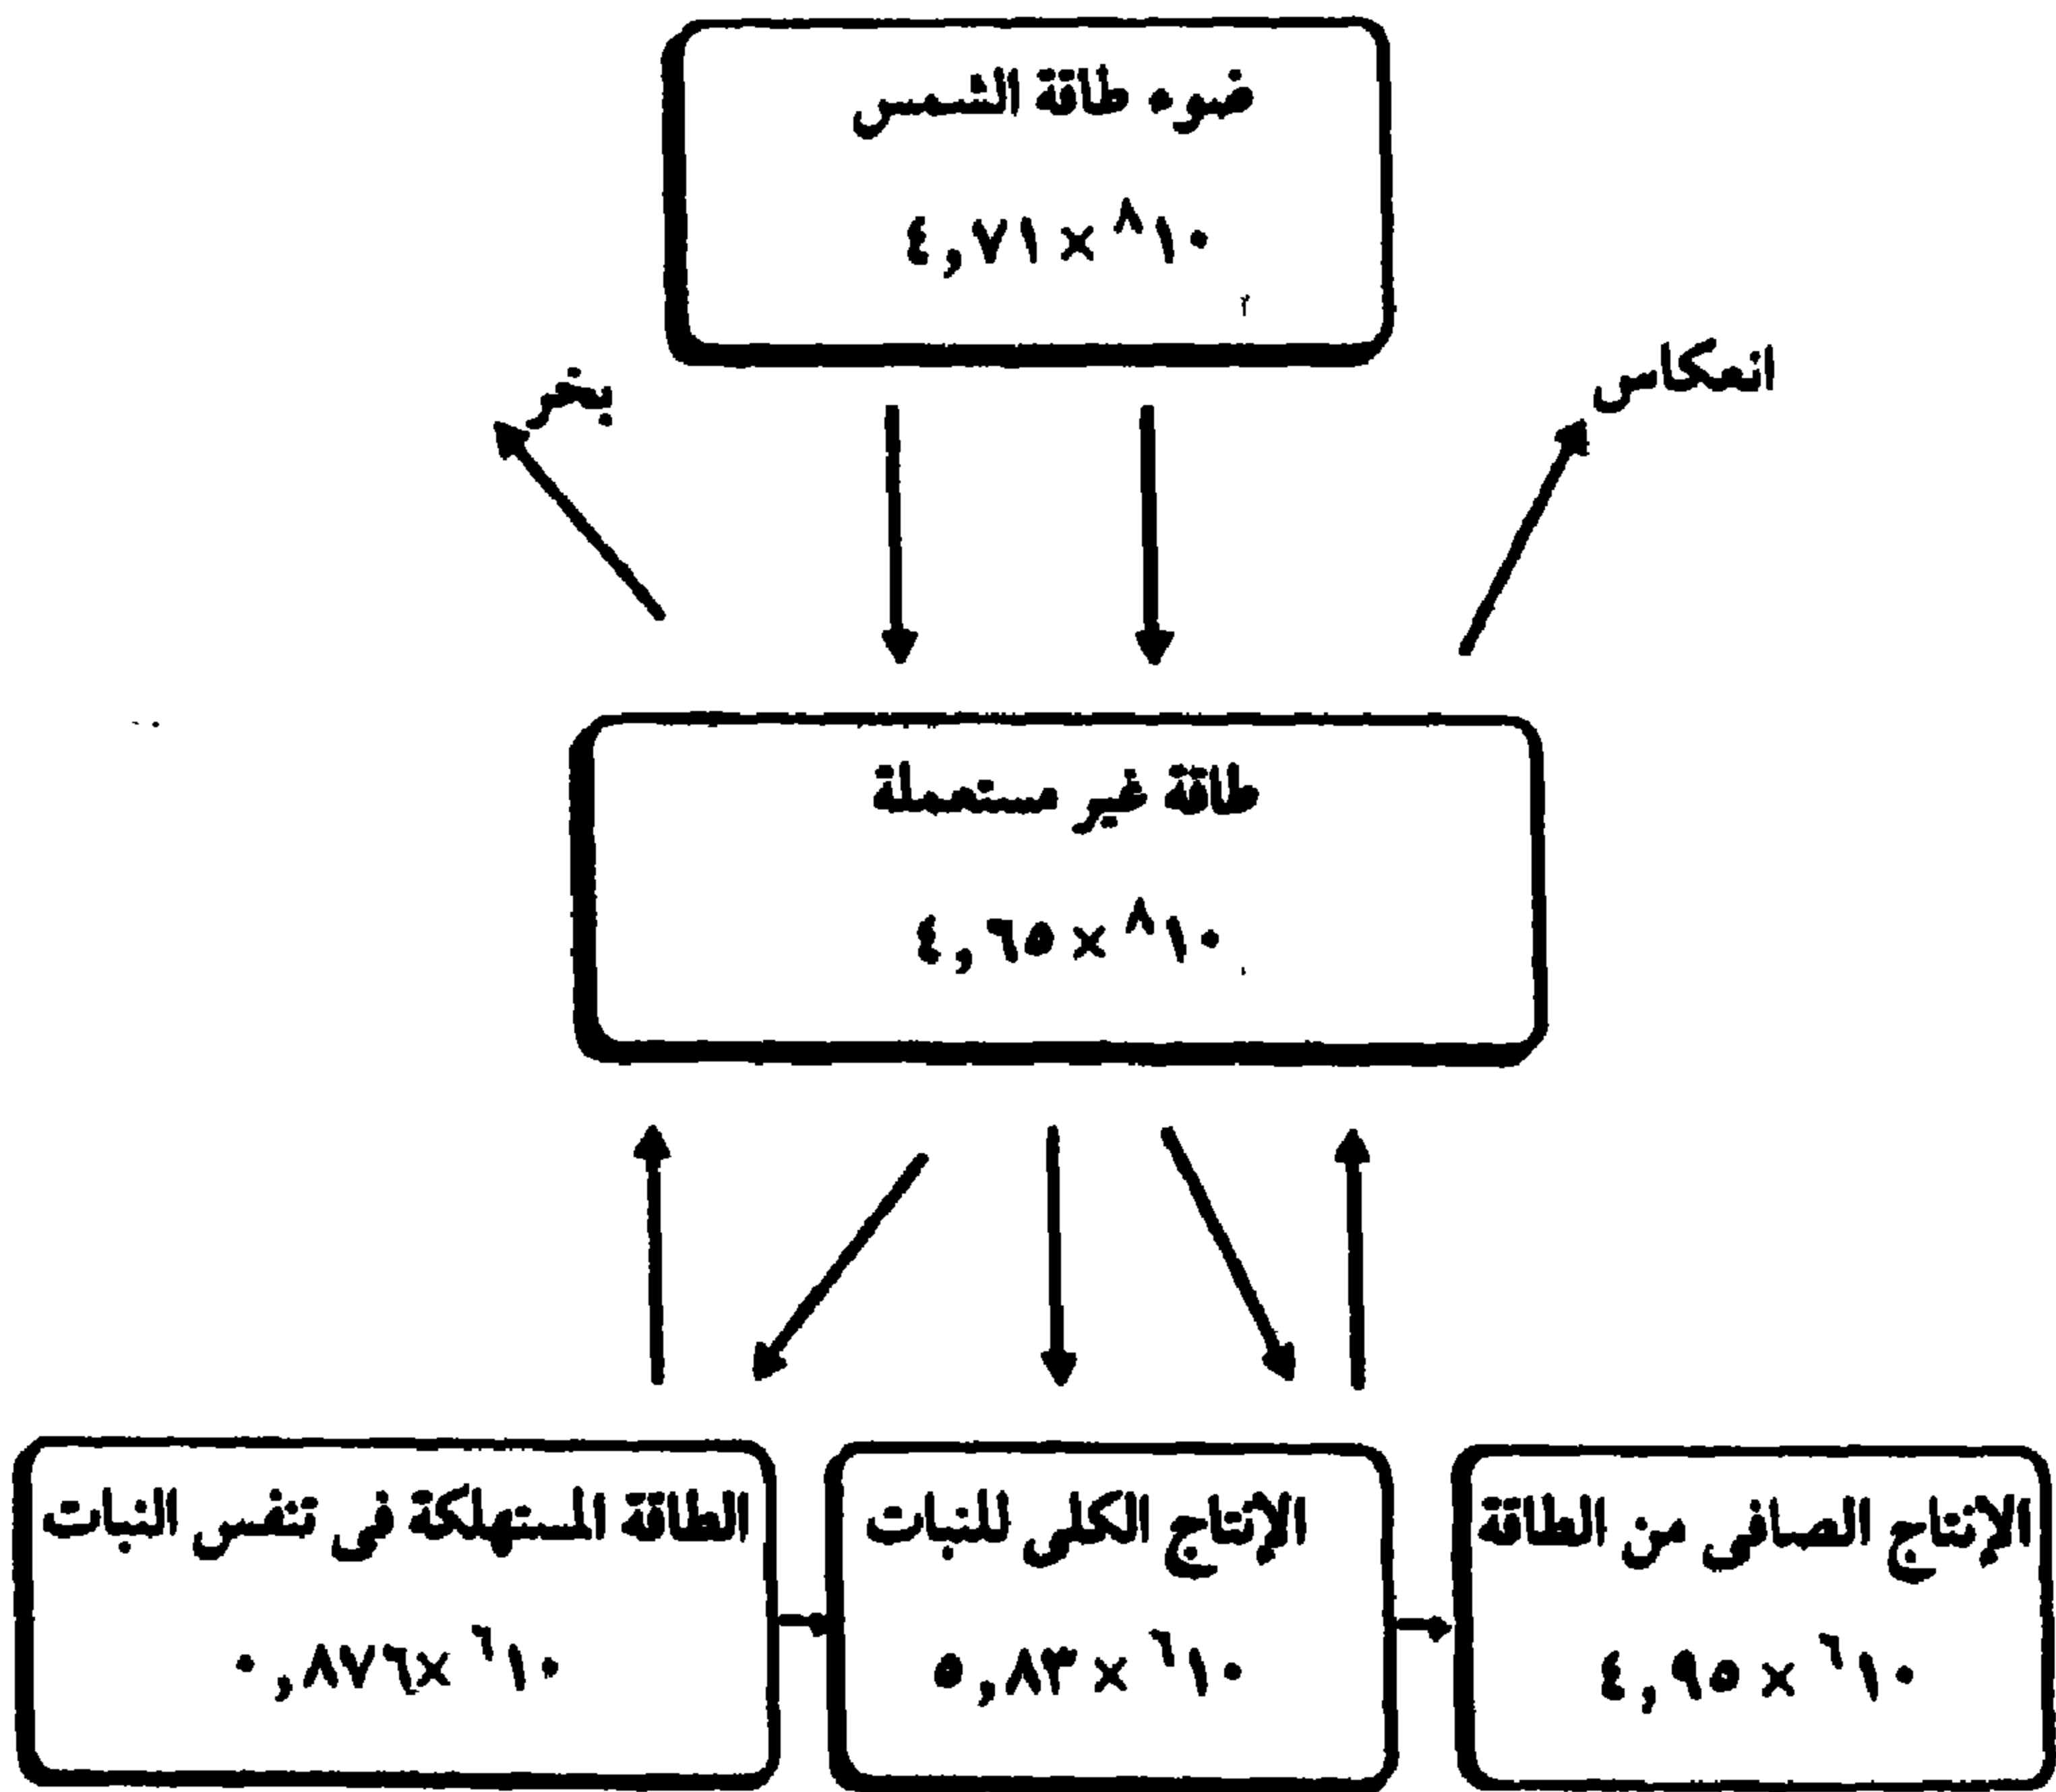 ضوء طاقة الشمس
٤,٧١ × ١٠^٨
انعكاس
بخر
طاقة غير مستعملة
٤,٦٥ × ١٠^٨
الإنتاج الصافى من الطاقة
٤,٩٥ × ١٠^٦
الإنتاج الكلى للنبات
٥,٨٣ × ١٠^٦
الطاقة المستهلكة فى تنفس النبات
٠,٨٧٦ × ١٠^٦